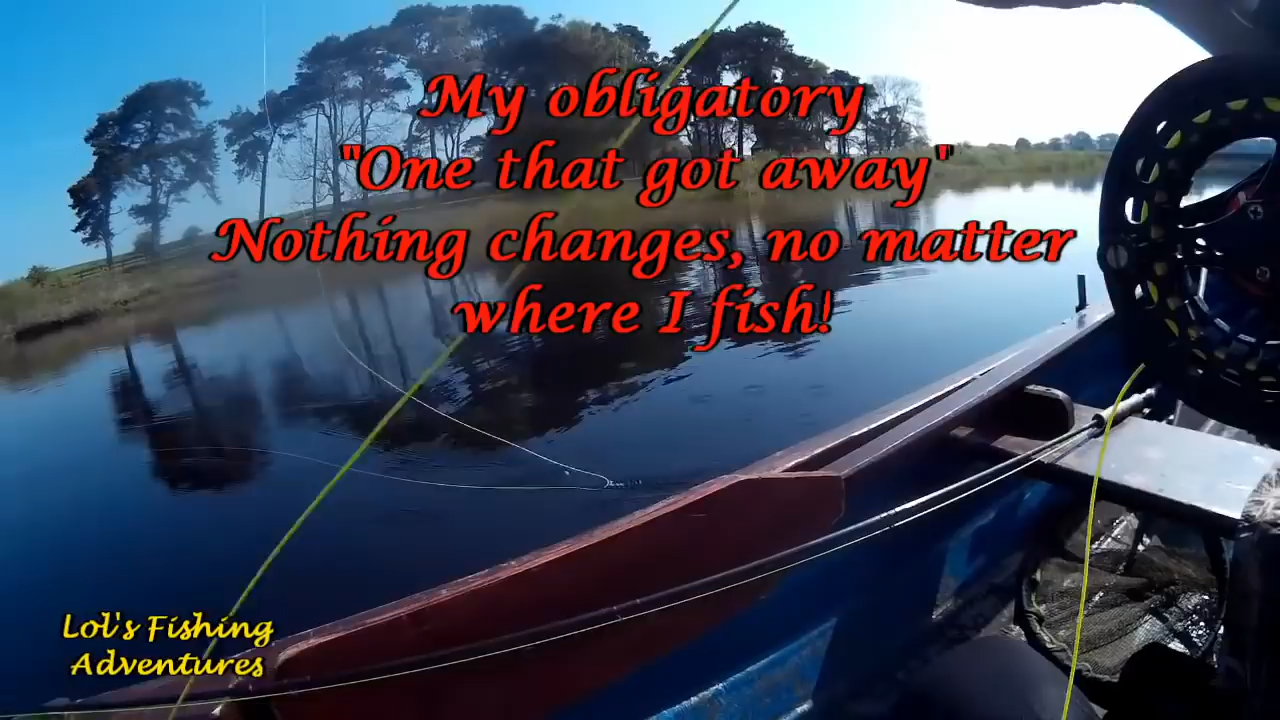 My obligatory
"One that got away"
Nothing changes, no matter
where I fish!
Lol's Fishing
Adventures